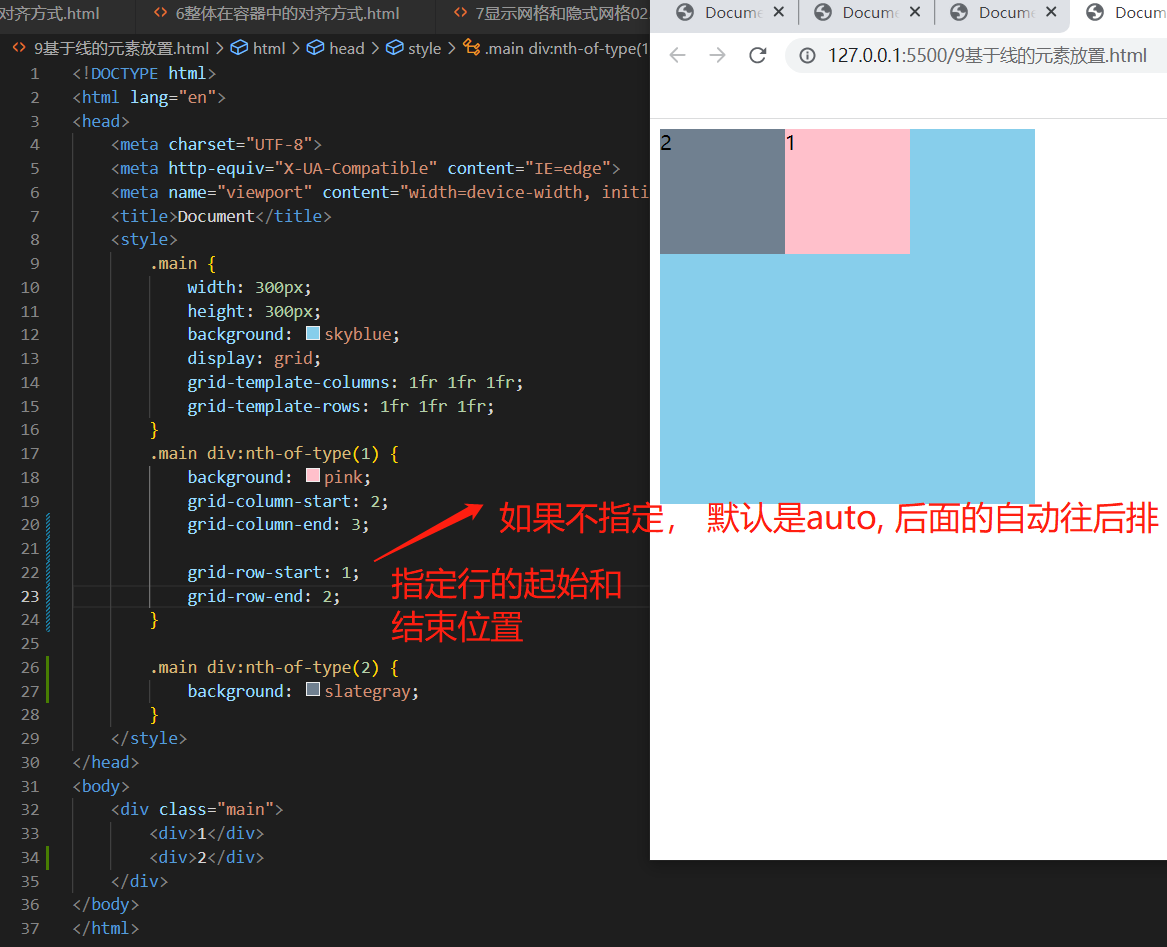 对齐方式.html
6整体在容器中的对齐方式.html
7显示网格和隐式网格02
9基于线的元素放置.html > html > head > style > .main div:nth-of-type(1
1 <!DOCTYPE html>
2 <html lang="en">
3 <head>
4 <meta charset="UTF-8">
5 <meta http-equiv="X-UA-Compatible" content="IE=edge">
6 <meta name="viewport" content="width=device-width, initi
7 <title>Document</title>
8 <style>
9 .main {
10 width: 300px;
11 height: 300px;
12 background: skyblue;
13 display: grid;
14 grid-template-columns: 1fr 1fr 1fr;
15 grid-template-rows: 1fr 1fr 1fr;
16 }
17 .main div:nth-of-type(1) {
18 background: pink;
19 grid-column-start: 2;
20 grid-column-end: 3;
21
22 grid-row-start: 1;
23 grid-row-end: 2;
24 }
25
26 .main div:nth-of-type(2) {
27 background: slategray;
28 }
29 </style>
30 </head>
31 <body>
32 <div class="main">
33 <div>1</div>
34 <div>2</div>
35 </div>
36 </body>
37 </html>
Docume
Docume
Docume
Docum
127.0.0.1:5500/9基于线的元素放置.html
2
1
如果不指定， 默认是auto, 后面的自动往后排
指定行的起始和
结束位置